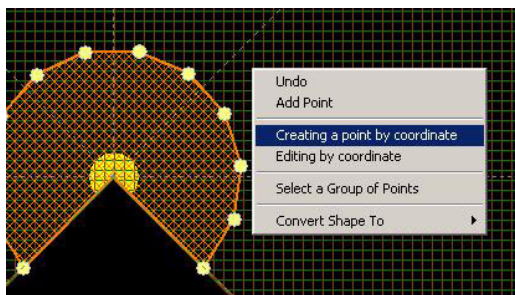 Undo
Add Point
Creating a point by coordinate
Editing by coordinate
Select a Group of Points
Convert Shape To